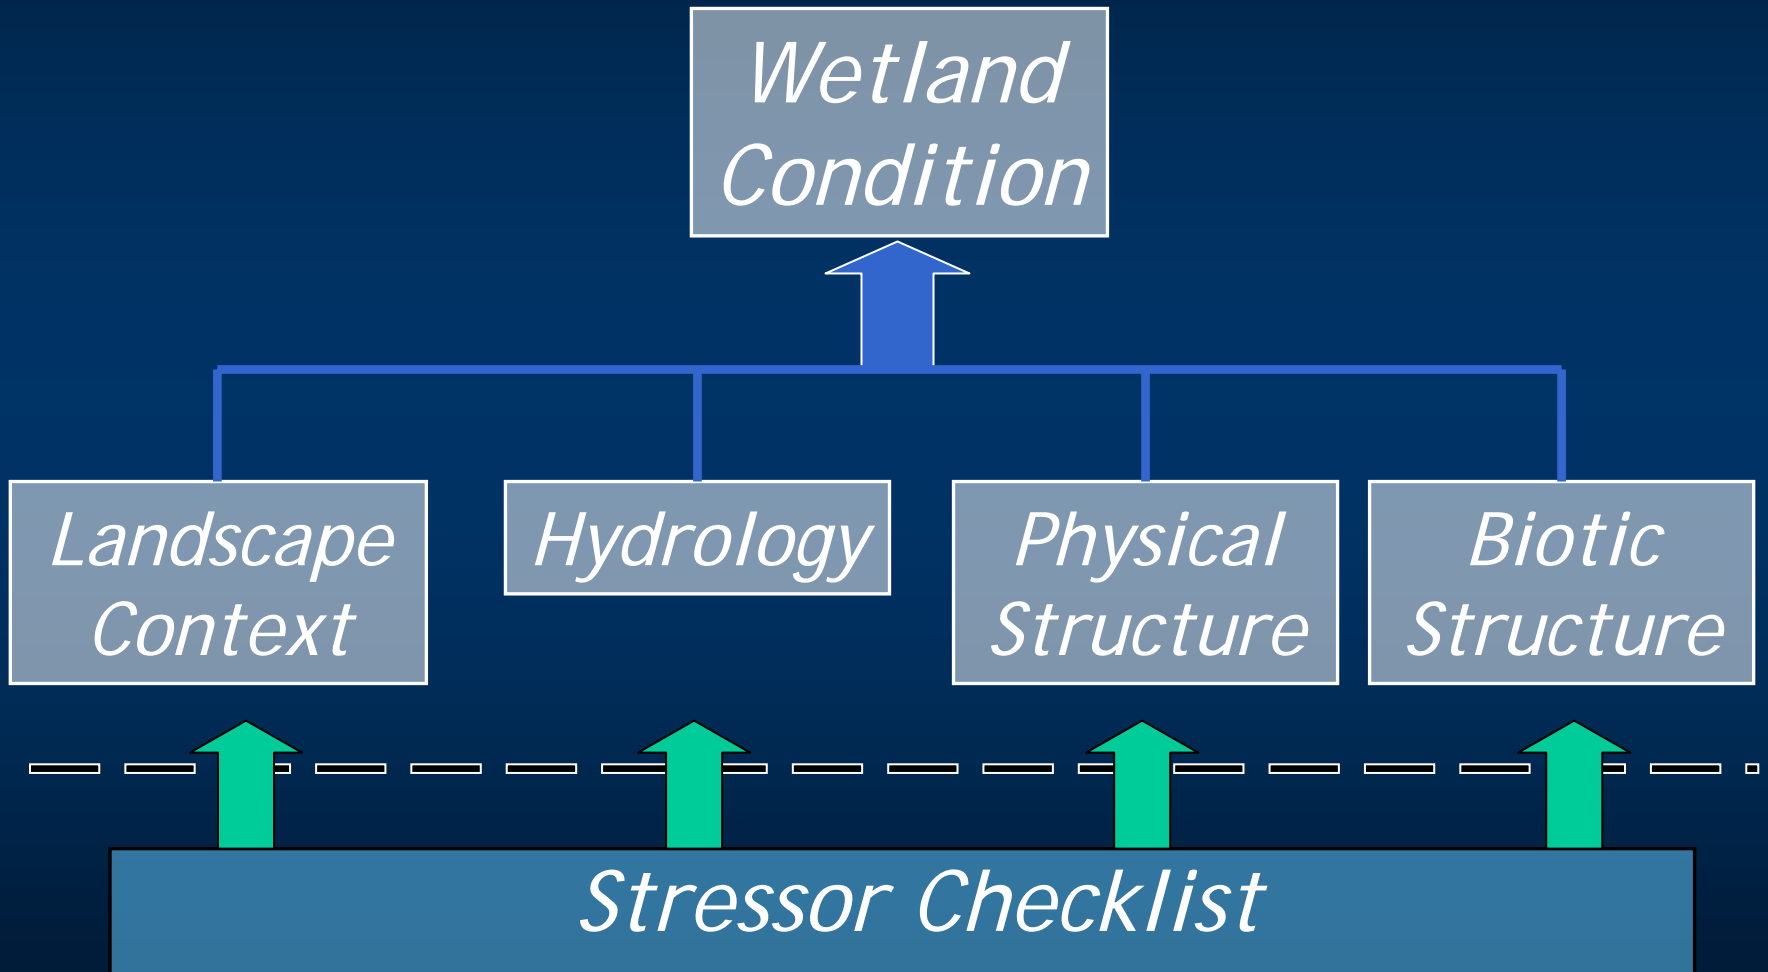 Wetland
Condition
Landscape
Context
Hydrology
Physical
Structure
Biotic
Structure
Stressor Checklist